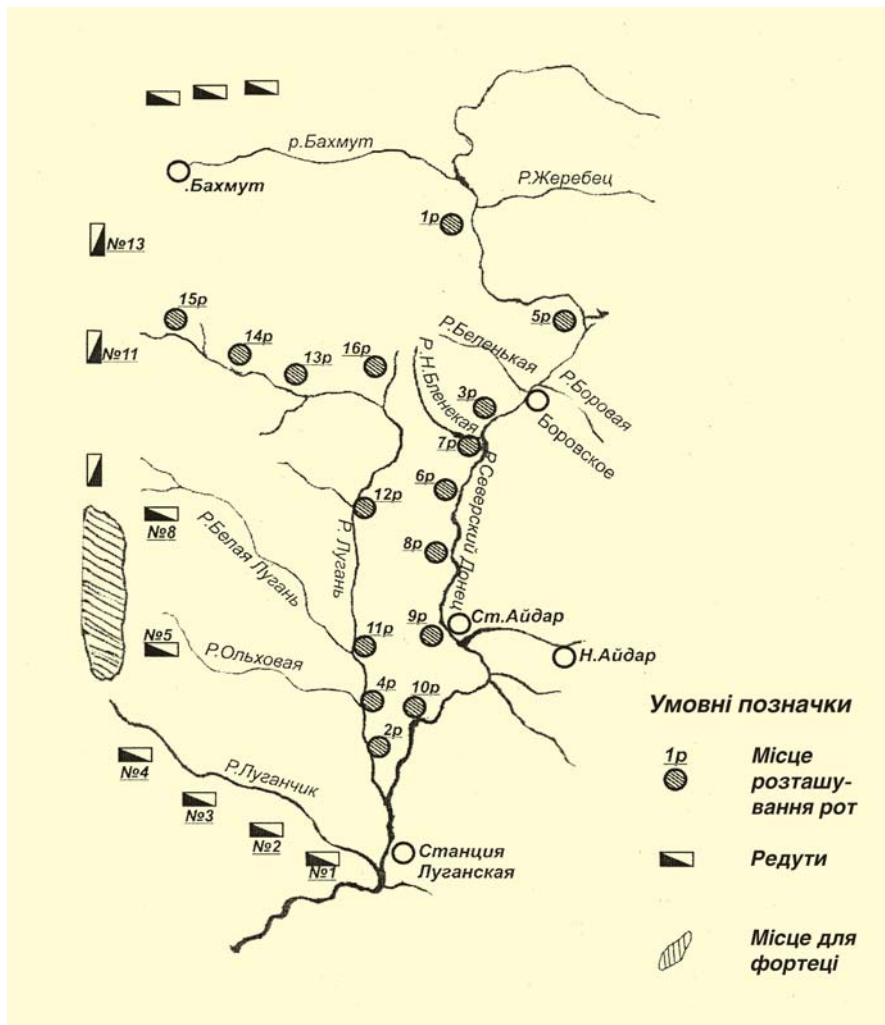 р.Бахмут
.Бахмут
Р.Жеребец
1р
№13
15р
5р
14р
16р
№11
13р
Р.Беленькая
Р.Н.Бленекая
3р
Р.Боровая
Боровское
7р
Р.Северский Донец
6р
12р
Р. Лугань
№8
Р.Белая Лугань
8р
9р
Ст.Айдар
№5
11р
Н.Айдар
Р.Ольховая
4р
10р
2р
№4
Р.Луганчик
№3
№2
№1
Станция
Луганская
Умовні позначки
1р
Місце
розташу-
вання рот
Редути
Місце для
фортеці